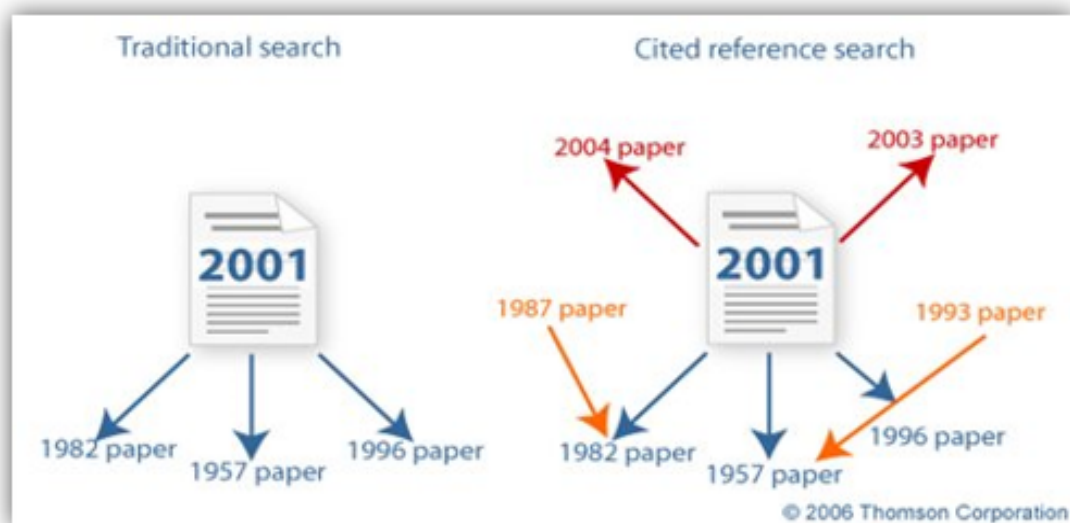 Traditional search
2001
1982 paper
1957 paper
1996 paper
Cited reference search
2004 paper
2003 paper
2001
1987 paper
1993 paper
1982 paper
1957 paper
1996 paper
© 2006 Thomson Corporation